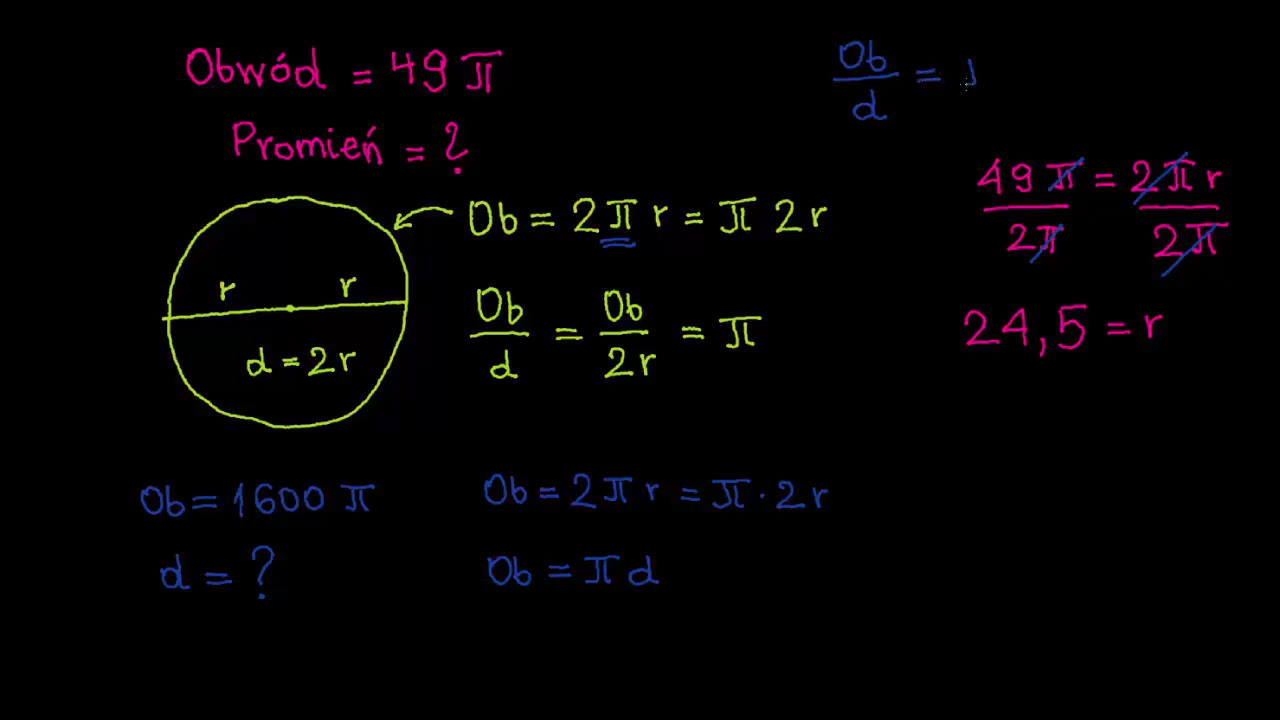 Obwód = 49 π
Promień = ?
Ob = 2 π r = π 2r
r r
d = 2r
Ob/d = Ob/2r = π
Ob/d =
49 π/2π = 2π r/2π
24,5 = r
Ob = 1600 π
d = ?
Ob = 2 π r = π · 2r
Ob = π d